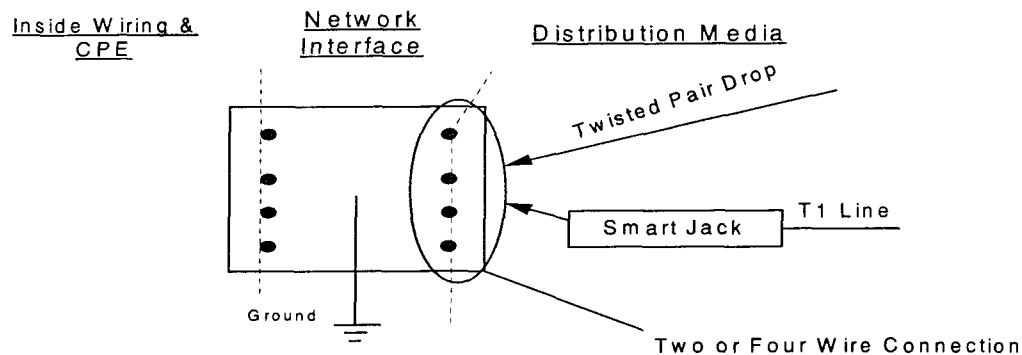 Inside Wiring &
CPE
Network
Interface
Distribution Media
Twisted Pair Drop
Smart Jack
T1 Line
Ground
Two or Four Wire Connection